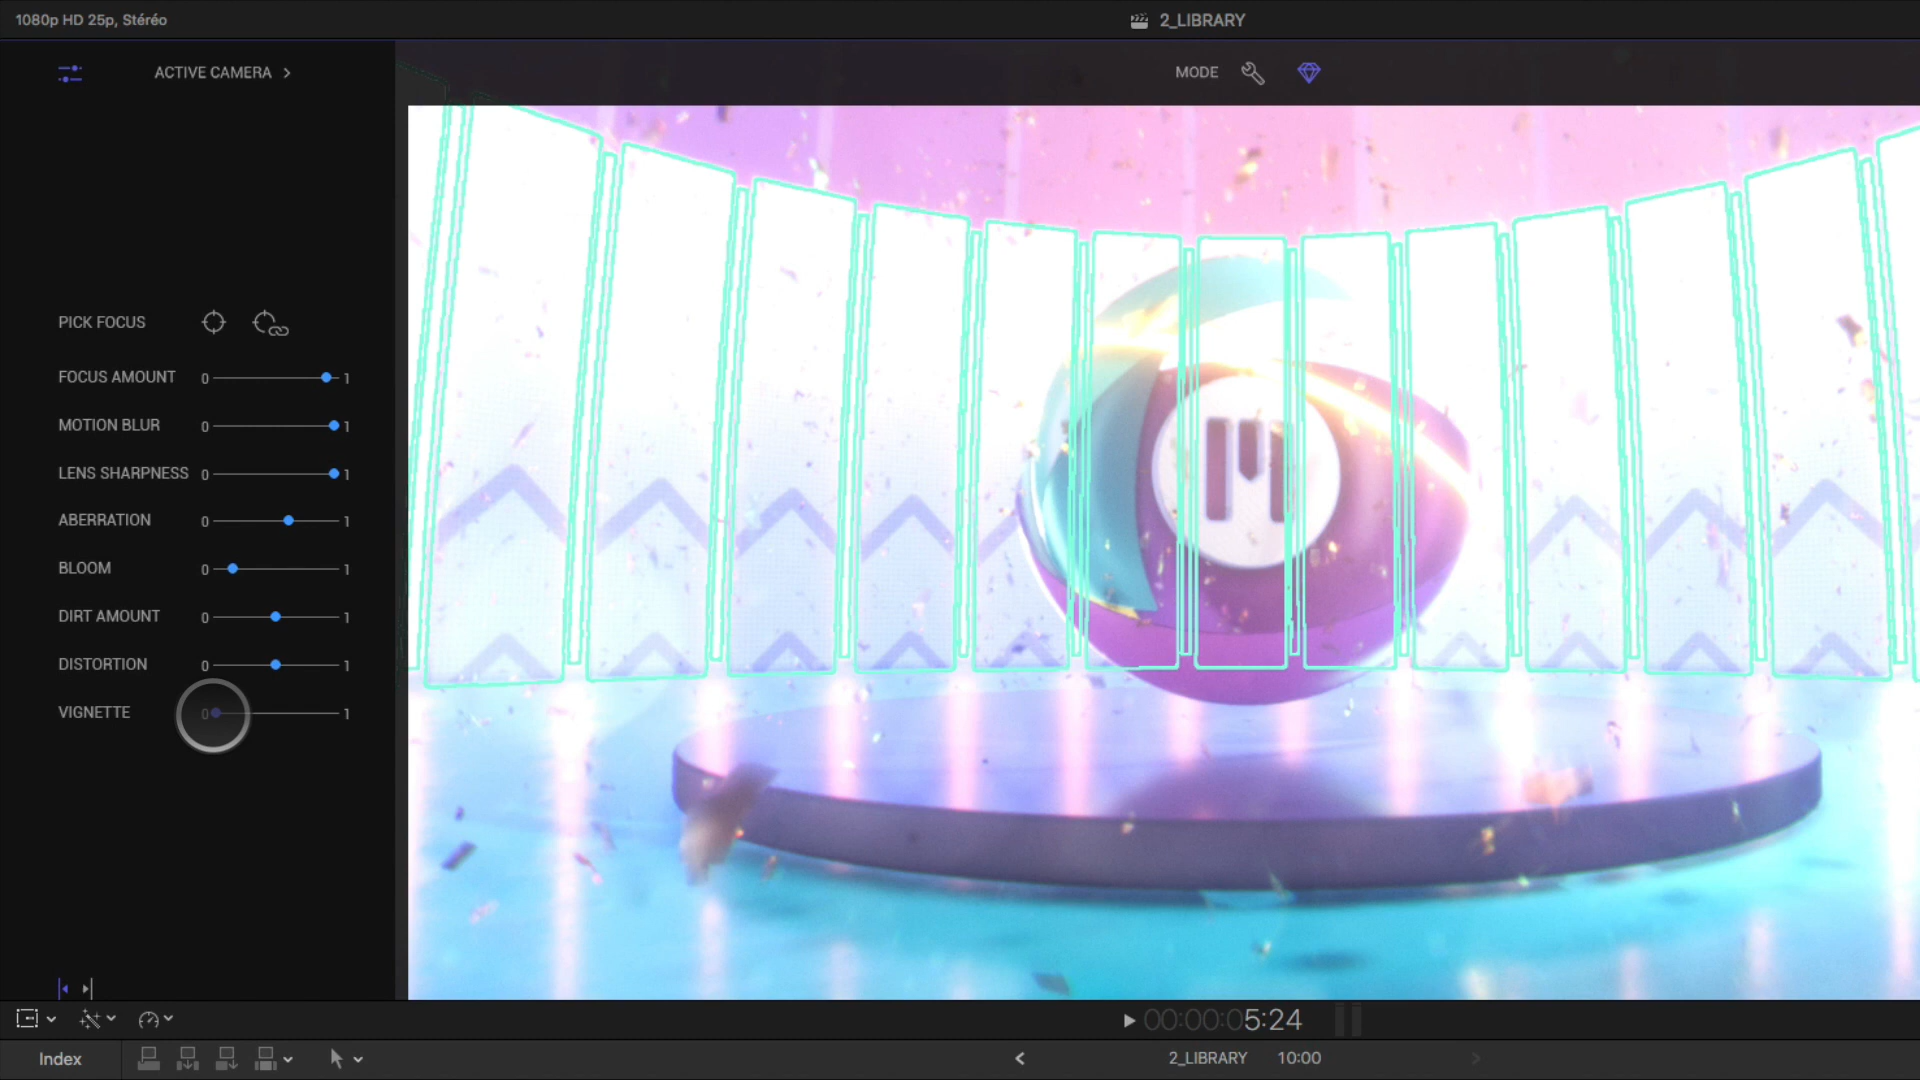 1080p HD 25p, Stéréo
2_LIBRARY
ACTIVE CAMERA
MODE
PICK FOCUS
FOCUS AMOUNT 0 1
MOTION BLUR 0 1
LENS SHARPNESS 0 1
ABERRATION 0 1
BLOOM 0 1
DIRT AMOUNT 0 1
DISTORTION 0 1
VIGNETTE 0 1
00:00:05:24
Index
2_LIBRARY 10:00